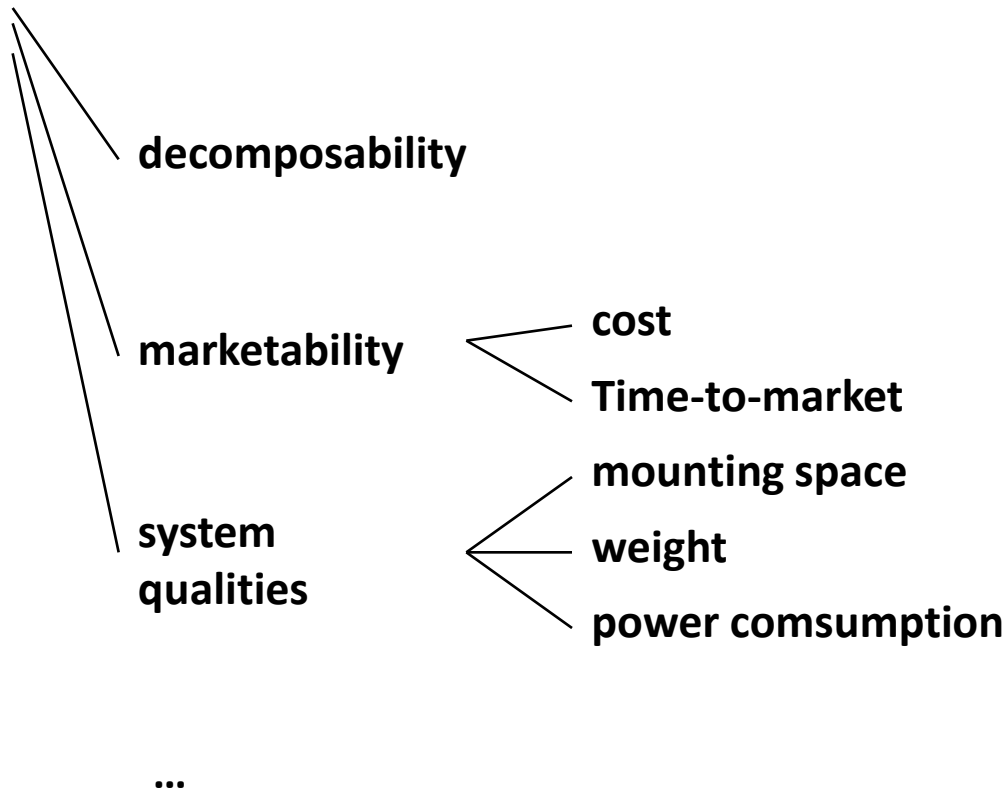 decomposability
marketability
cost
Time-to-market
system
qualities
mounting space
weight
power comsumption
...